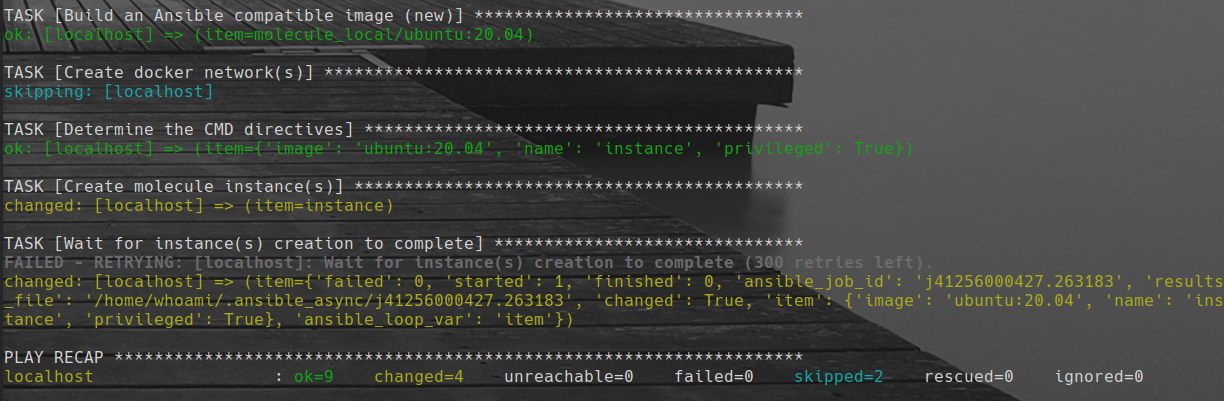 TASK [Build an Ansible compatible image (new)] *********************************
ok: [localhost] => (item=molecule_local/ubuntu:20.04)
TASK [Create docker network(s)] ************************************************
skipping: [localhost]
TASK [Determine the CMD directives] ********************************************
ok: [localhost] => (item={'image': 'ubuntu:20.04', 'name': 'instance', 'privileged': True})
TASK [Create molecule instance(s)] *********************************************
changed: [localhost] => (item=instance)
TASK [Wait for instance(s) creation to complete] *******************************
FAILED - RETRYING: [localhost]: Wait for instance(s) creation to complete (300 retries left).
changed: [localhost] => (item={'failed': 0, 'started': 1, 'finished': 0, 'ansible_job_id': 'j41256000427.263183', 'results
_file': '/home/whoami/.ansible_async/j41256000427.263183', 'changed': True, 'item': {'image': 'ubuntu:20.04', 'name': 'ins
tance', 'privileged': True}, 'ansible_loop_var': 'item'})
PLAY RECAP *********************************************************************
localhost                  : ok=9    changed=4    unreachable=0    failed=0    skipped=2    rescued=0    ignored=0